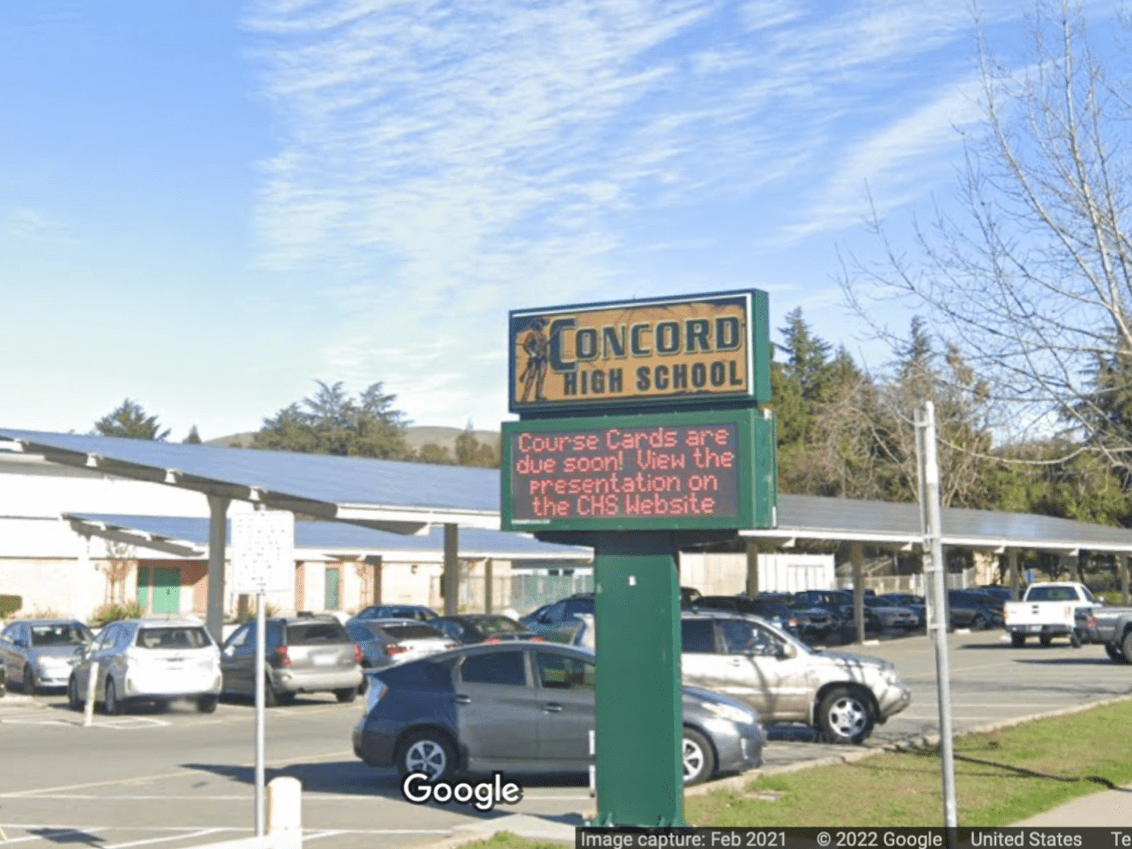 CONCORD
HIGH SCHOOL
Course Cards are
due soon! View the
presentation on
the CHS Website
Google
Image capture: Feb 2021 © 2022 Google United States Te